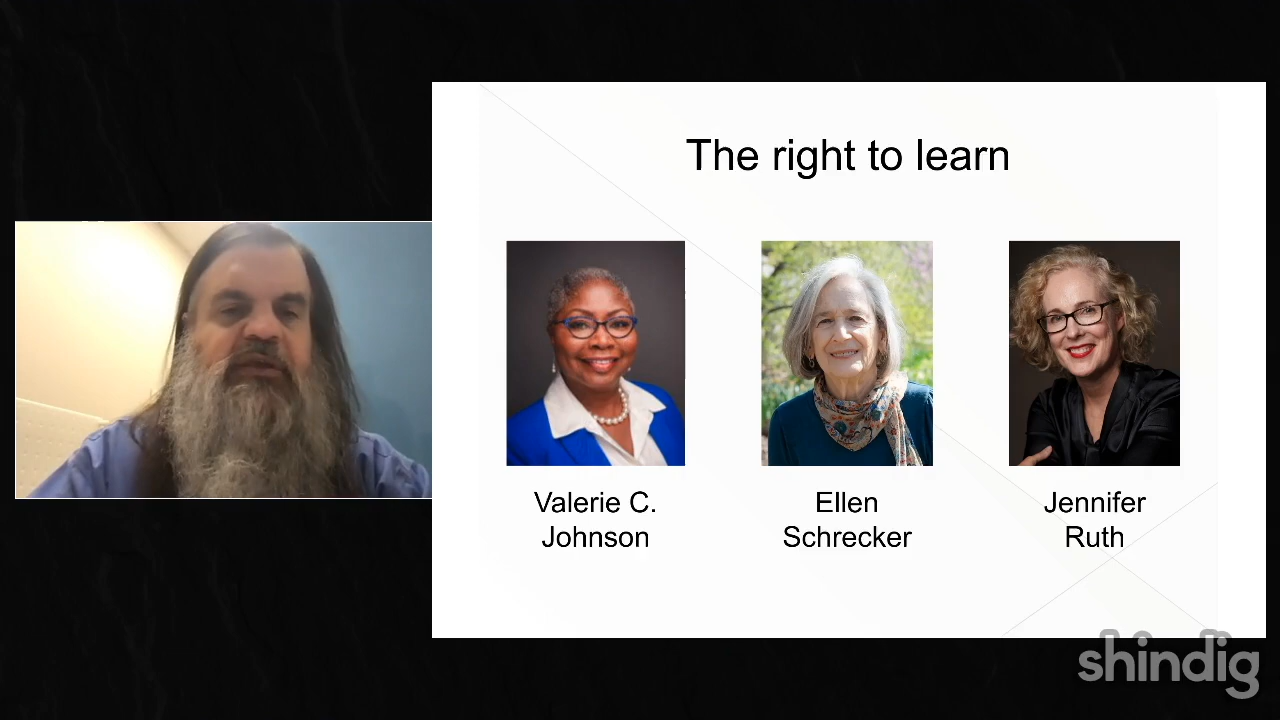 The right to learn
Valerie C.
Johnson
Ellen
Schrecker
Jennifer
Ruth
shindig